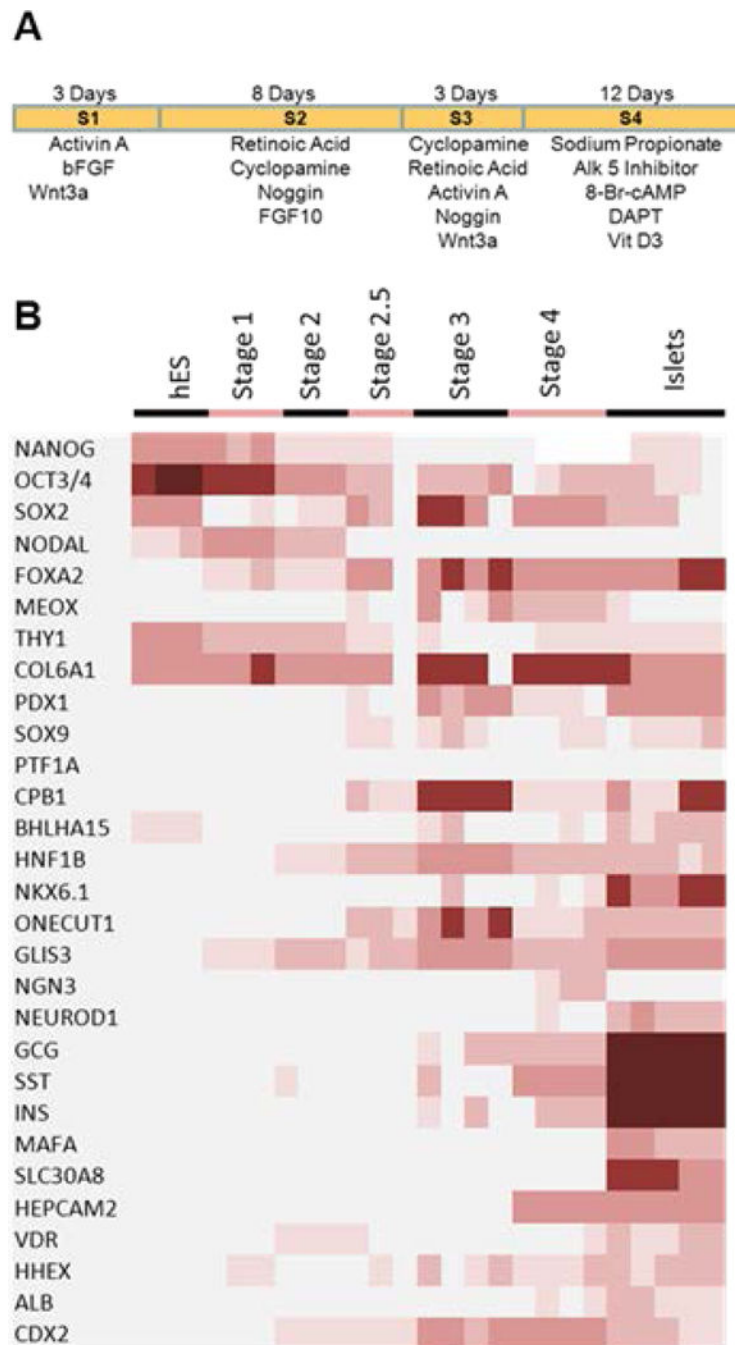 A
3 Days 8 Days 3 Days 12 Days
S1 S2 S3 S4
Activin A Retinoic Acid Cyclopamine Sodium Propionate
bFGF Cyclopamine Retinoic Acid Alk 5 Inhibitor
Wnt3a Noggin Activin A 8-Br-cAMP
FGF10 Noggin DAPT
Wnt3a Vit D3
B
hES Stage 1 Stage 2 Stage 2.5 Stage 3 Stage 4 Islets
NANOG
OCT3/4
SOX2
NODAL
FOXA2
MEOX
THY1
COL6A1
PDX1
SOX9
PTF1A
CPB1
BHLHA15
HNF1B
NKX6.1
ONECUT1
GLIS3
NGN3
NEUROD1
GCG
SST
INS
MAFA
SLC30A8
HEPCAM2
VDR
HHEX
ALB
CDX2